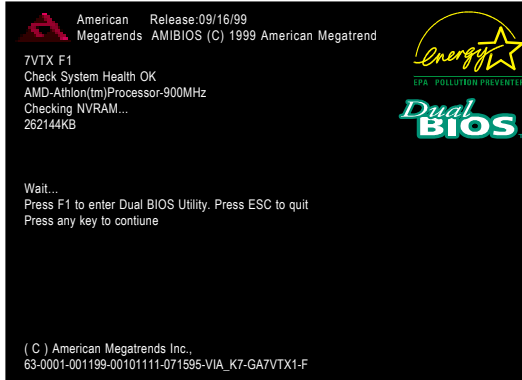 American Release:09/16/99
Megatrends AMIBIOS (C) 1999 American Megatrend
energy
EPA POLLUTION PREVENTER
7VTX F1
Check System Health OK
AMD-Athlon(tm)Processor-900MHz
Checking NVRAM...
262144KB
Dual
BIOS
Wait...
Press F1 to enter Dual BIOS Utility. Press ESC to quit
Press any key to contiune
( C ) American Megatrends Inc.,
63-0001-001199-00101111-071595-VIA_K7-GA7VTX1-F